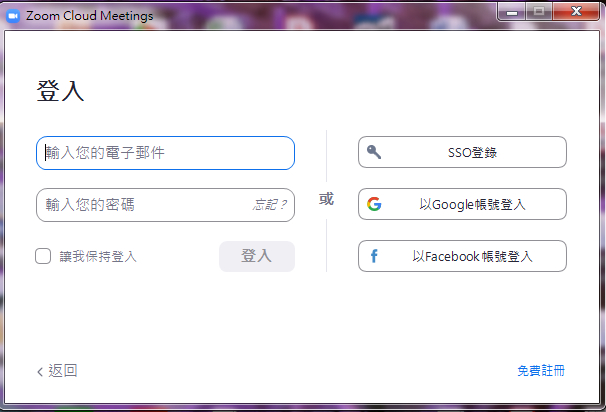 Zoom Cloud Meetings
登入
輸入您的電子郵件
輸入您的密碼 忘記？
讓我保持登入 登入
或
SSO登錄
以Google帳號登入
以Facebook帳號登入
返回
免費註冊